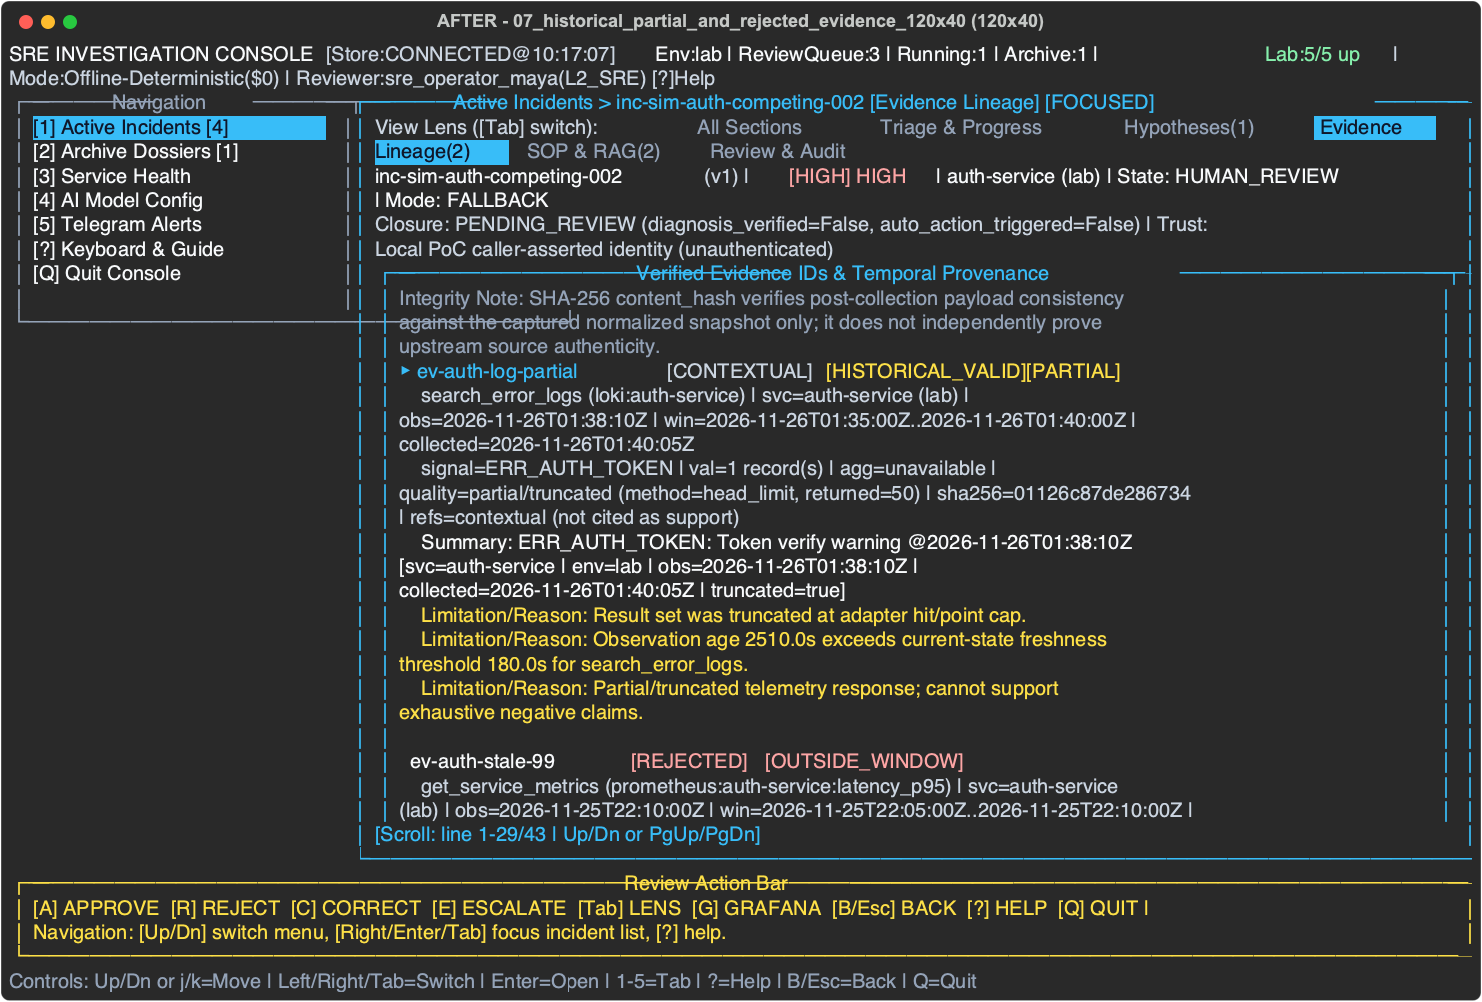 AFTER - 07_historical_partial_and_rejected_evidence_120x40 (120x40)
SRE INVESTIGATION CONSOLE [Store:CONNECTED@10:17:07] Env:lab | ReviewQueue:3 | Running:1 | Archive:1 | Lab:5/5 up |
Mode:Offline-Deterministic($0) | Reviewer:sre_operator_maya(L2_SRE) [?]Help
Navigation
[1] Active Incidents [4]
[2] Archive Dossiers [1]
[3] Service Health
[4] AI Model Config
[5] Telegram Alerts
[?] Keyboard & Guide
[Q] Quit Console
Active Incidents > inc-sim-auth-competing-002 [Evidence Lineage] [FOCUSED]
View Lens ([Tab] switch): All Sections Triage & Progress Hypotheses(1) Evidence
Lineage(2) SOP & RAG(2) Review & Audit
inc-sim-auth-competing-002 (v1) | [HIGH] HIGH | auth-service (lab) | State: HUMAN_REVIEW
| Mode: FALLBACK
Closure: PENDING_REVIEW (diagnosis_verified=False, auto_action_triggered=False) | Trust:
Local PoC caller-asserted identity (unauthenticated)
Verified Evidence IDs & Temporal Provenance
Integrity Note: SHA-256 content_hash verifies post-collection payload consistency
against the captured normalized snapshot only; it does not independently prove
upstream source authenticity.
▸ ev-auth-log-partial [CONTEXTUAL] [HISTORICAL_VALID][PARTIAL]
search_error_logs (loki:auth-service) | svc=auth-service (lab) |
obs=2026-11-26T01:38:10Z | win=2026-11-26T01:35:00Z..2026-11-26T01:40:00Z |
collected=2026-11-26T01:40:05Z
signal=ERR_AUTH_TOKEN | val=1 record(s) | agg=unavailable |
quality=partial/truncated (method=head_limit, returned=50) | sha256=01126c87de286734
| refs=contextual (not cited as support)
Summary: ERR_AUTH_TOKEN: Token verify warning @2026-11-26T01:38:10Z
[svc=auth-service | env=lab | obs=2026-11-26T01:38:10Z |
collected=2026-11-26T01:40:05Z | truncated=true]
Limitation/Reason: Result set was truncated at adapter hit/point cap.
Limitation/Reason: Observation age 2510.0s exceeds current-state freshness
threshold 180.0s for search_error_logs.
Limitation/Reason: Partial/truncated telemetry response; cannot support
exhaustive negative claims.
ev-auth-stale-99 [REJECTED] [OUTSIDE_WINDOW]
get_service_metrics (prometheus:auth-service:latency_p95) | svc=auth-service
(lab) | obs=2026-11-25T22:10:00Z | win=2026-11-25T22:05:00Z..2026-11-25T22:10:00Z |
[Scroll: line 1-29/43 | Up/Dn or PgUp/PgDn]
Review Action Bar
[A] APPROVE [R] REJECT [C] CORRECT [E] ESCALATE [Tab] LENS [G] GRAFANA [B/Esc] BACK [?] HELP [Q] QUIT |
Navigation: [Up/Dn] switch menu, [Right/Enter/Tab] focus incident list, [?] help.
Controls: Up/Dn or j/k=Move | Left/Right/Tab=Switch | Enter=Open | 1-5=Tab | ?=Help | B/Esc=Back | Q=Quit